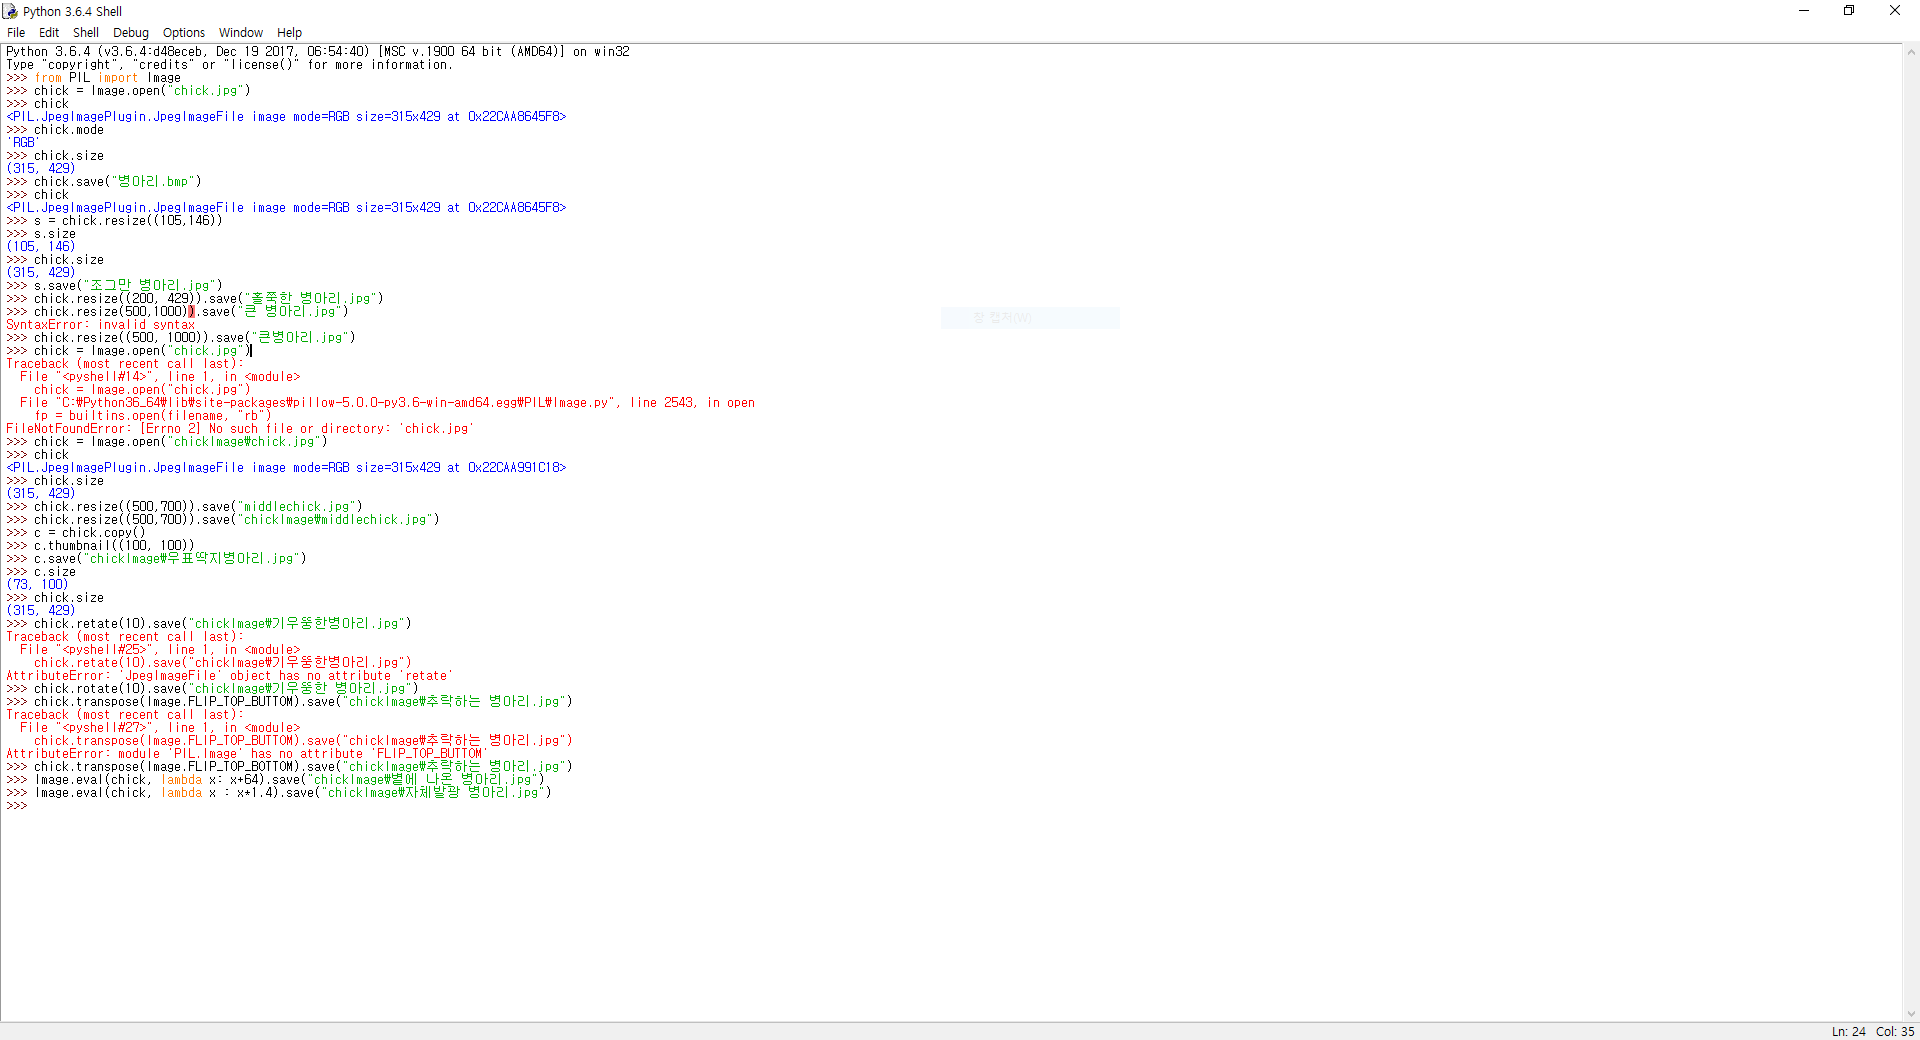 Python 3.6.4 Shell
File Edit Shell Debug Options Window Help
Python 3.6.4 (v3.6.4:d48eceb, Dec 19 2017, 06:54:40) [MSC v.1900 64 bit (AMD64)] on win32
Type "copyright", "credits" or "license()" for more information.
>>> from PIL import Image
>>> chick = Image.open("chick.jpg")
>>> chick
<PIL.JpegImagePlugin.JpegImageFile image mode=RGB size=315x429 at 0x22CAA8645F8>
>>> chick.mode
'RGB'
>>> chick.size
(315, 429)
>>> chick.save("병아리.bmp")
>>> chick
<PIL.JpegImagePlugin.JpegImageFile image mode=RGB size=315x429 at 0x22CAA8645F8>
>>> s = chick.resize((105,146))
>>> s.size
(105, 146)
>>> chick.size
(315, 429)
>>> s.save("조그만 병아리.jpg")
>>> chick.resize((200, 429)).save("홀쭉한 병아리.jpg")
>>> chick.resize(500,1000)).save("큰 병아리.jpg")
SyntaxError: invalid syntax
>>> chick.resize((500, 1000)).save("큰병아리.jpg")
>>> chick = Image.open("chick.jpg")
Traceback (most recent call last):
  File "<pyshell#14>", line 1, in <module>
    chick = Image.open("chick.jpg")
  File "C:₩Python36_64₩lib₩site-packages₩pillow-5.0.0-py3.6-win-amd64.egg₩PIL₩Image.py", line 2543, in open
    fp = builtins.open(filename, "rb")
FileNotFoundError: [Errno 2] No such file or directory: 'chick.jpg'
>>> chick = Image.open("chickImage₩chick.jpg")
>>> chick
<PIL.JpegImagePlugin.JpegImageFile image mode=RGB size=315x429 at 0x22CAA991C18>
>>> chick.size
(315, 429)
>>> chick.resize((500,700)).save("middlechick.jpg")
>>> chick.resize((500,700)).save("chickImage₩middlechick.jpg")
>>> c = chick.copy()
>>> c.thumbnail((100, 100))
>>> c.save("chickImage₩우표딱지병아리.jpg")
>>> c.size
(73, 100)
>>> chick.size
(315, 429)
>>> chick.retate(10).save("chickImage₩기우뚱한병아리.jpg")
Traceback (most recent call last):
  File "<pyshell#25>", line 1, in <module>
    chick.retate(10).save("chickImage₩기우뚱한병아리.jpg")
AttributeError: 'JpegImageFile' object has no attribute 'retate'
>>> chick.rotate(10).save("chickImage₩기우뚱한 병아리.jpg")
>>> chick.transpose(Image.FLIP_TOP_BUTTOM).save("chickImage₩추락하는 병아리.jpg")
Traceback (most recent call last):
  File "<pyshell#27>", line 1, in <module>
    chick.transpose(Image.FLIP_TOP_BUTTOM).save("chickImage₩추락하는 병아리.jpg")
AttributeError: module 'PIL.Image' has no attribute 'FLIP_TOP_BUTTOM'
>>> chick.transpose(Image.FLIP_TOP_BOTTOM).save("chickImage₩추락하는 병아리.jpg")
>>> Image.eval(chick, lambda x: x+64).save("chickImage₩볕에 나온 병아리.jpg")
>>> Image.eval(chick, lambda x : x*1.4).save("chickImage₩자체발광 병아리.jpg")
>>>
창 캡처(W)
Ln: 24 Col: 35